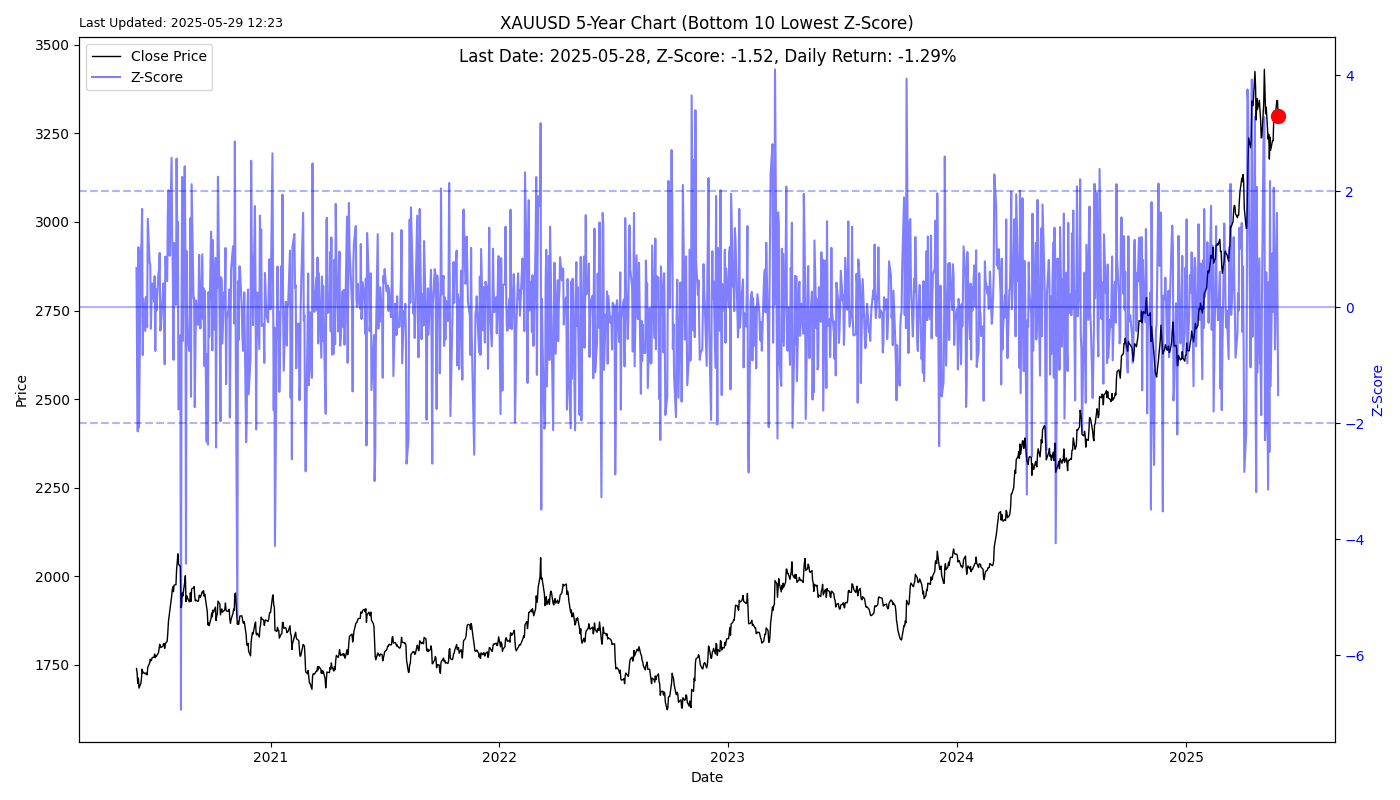 Last Updated: 2025-05-29 12:23
XAUUSD 5-Year Chart (Bottom 10 Lowest Z-Score)
Last Date: 2025-05-28, Z-Score: -1.52, Daily Return: -1.29%
Close Price
Z-Score
Price
3500
3250
3000
2750
2500
2250
2000
1750
4
2
0
−2
−4
−6
Z-Score
2021
2022
2023
2024
2025
Date